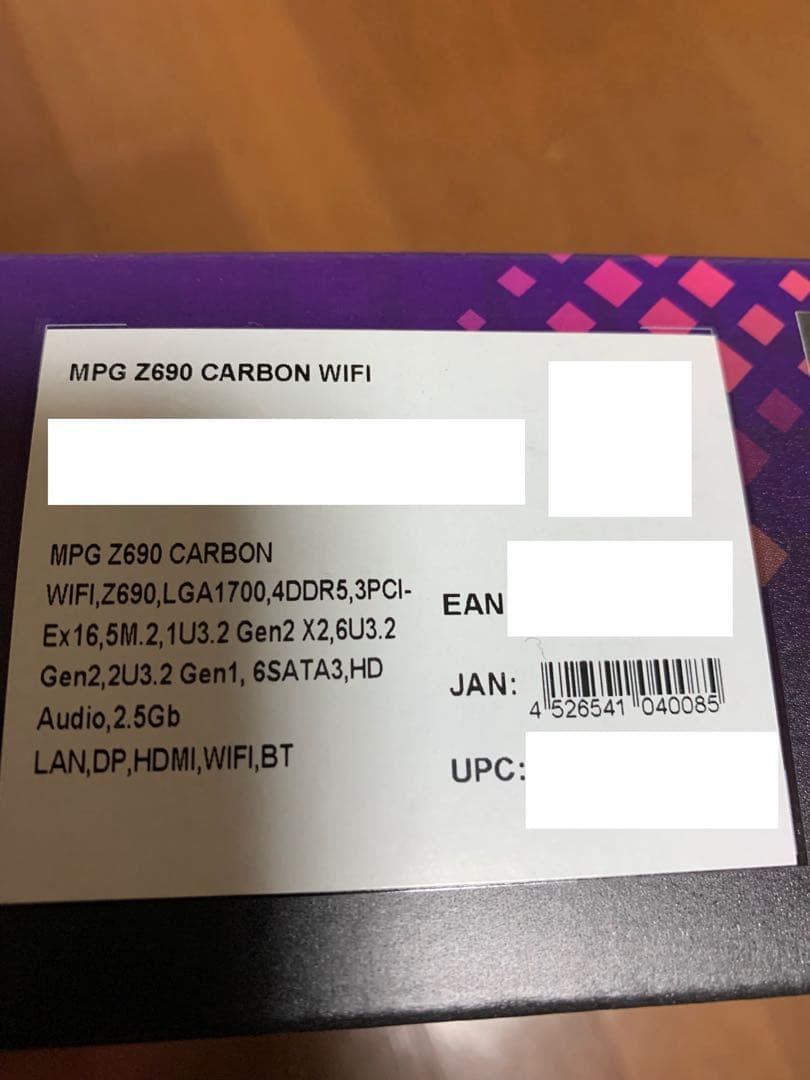 MPG Z690 CARBON WIFI
MPG Z690 CARBON
WIFI,Z690,LGA1700,4DDR5,3PCI-
Ex16,5M.2,1U3.2 Gen2 X2,6U3.2
Gen2,2U3.2 Gen1, 6SATA3,HD
Audio,2.5Gb
LAN,DP,HDMI,WIFI,BT
EAN
JAN:
4 526541 040085
UPC: